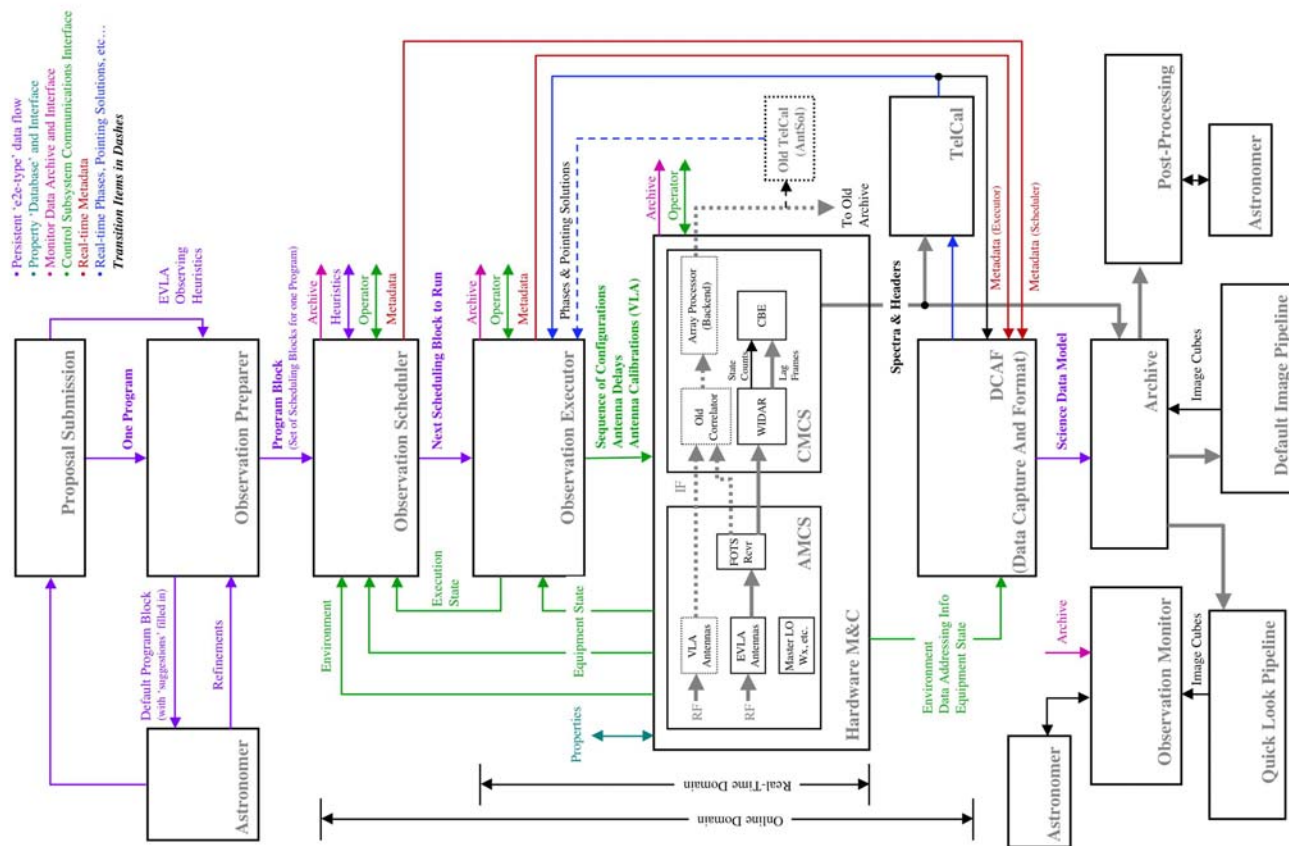 • Persistent 'e2e-type' data flow
• Property 'Database' and Interface
• Monitor Data Archive and Interface
• Control Subsystem Communications Interface
• Real-time Metadata
• Real-time Phases, Pointing Solutions, etc…
Transition Items in Dashes
Proposal Submission
EVLA
Observing
Heuristics
One Program
Observation Preparer
Default Program Block
(with 'suggestions' filled in)
Refinements
Astronomer
Program Block
(Set of Scheduling Blocks for one Program)
Observation Scheduler
Archive
Heuristics
Operator
Metadata
Next Scheduling Block to Run
Observation Executor
Archive
Operator
Metadata
Phases & Pointing Solutions
Execution
State
Environment
Equipment State
Sequence of Configurations
Antenna Delays
Antenna Calibrations (VLA)
Properties
Hardware M&C
AMCS
RF
VLA
Antennas
RF
EVLA
Antennas
FOTS
Rcvr
Master LO
Wx, etc.
IF
CMCS
Old
Correlator
Array Processor
(Backend)
WIDAR
State
Counts
Lag
Frames
CBE
Archive
Operator
Old TelCal
(AntSol)
To Old
Archive
Real-Time Domain
Online Domain
Spectra & Headers
TelCal
Metadata (Executor)
Metadata (Scheduler)
DCAF
(Data Capture And Format)
Environment
Data Addressing Info
Equipment State
Science Data Model
Archive
Image Cubes
Default Image Pipeline
Post-Processing
Astronomer
Archive
Observation Monitor
Astronomer
Image Cubes
Quick Look Pipeline